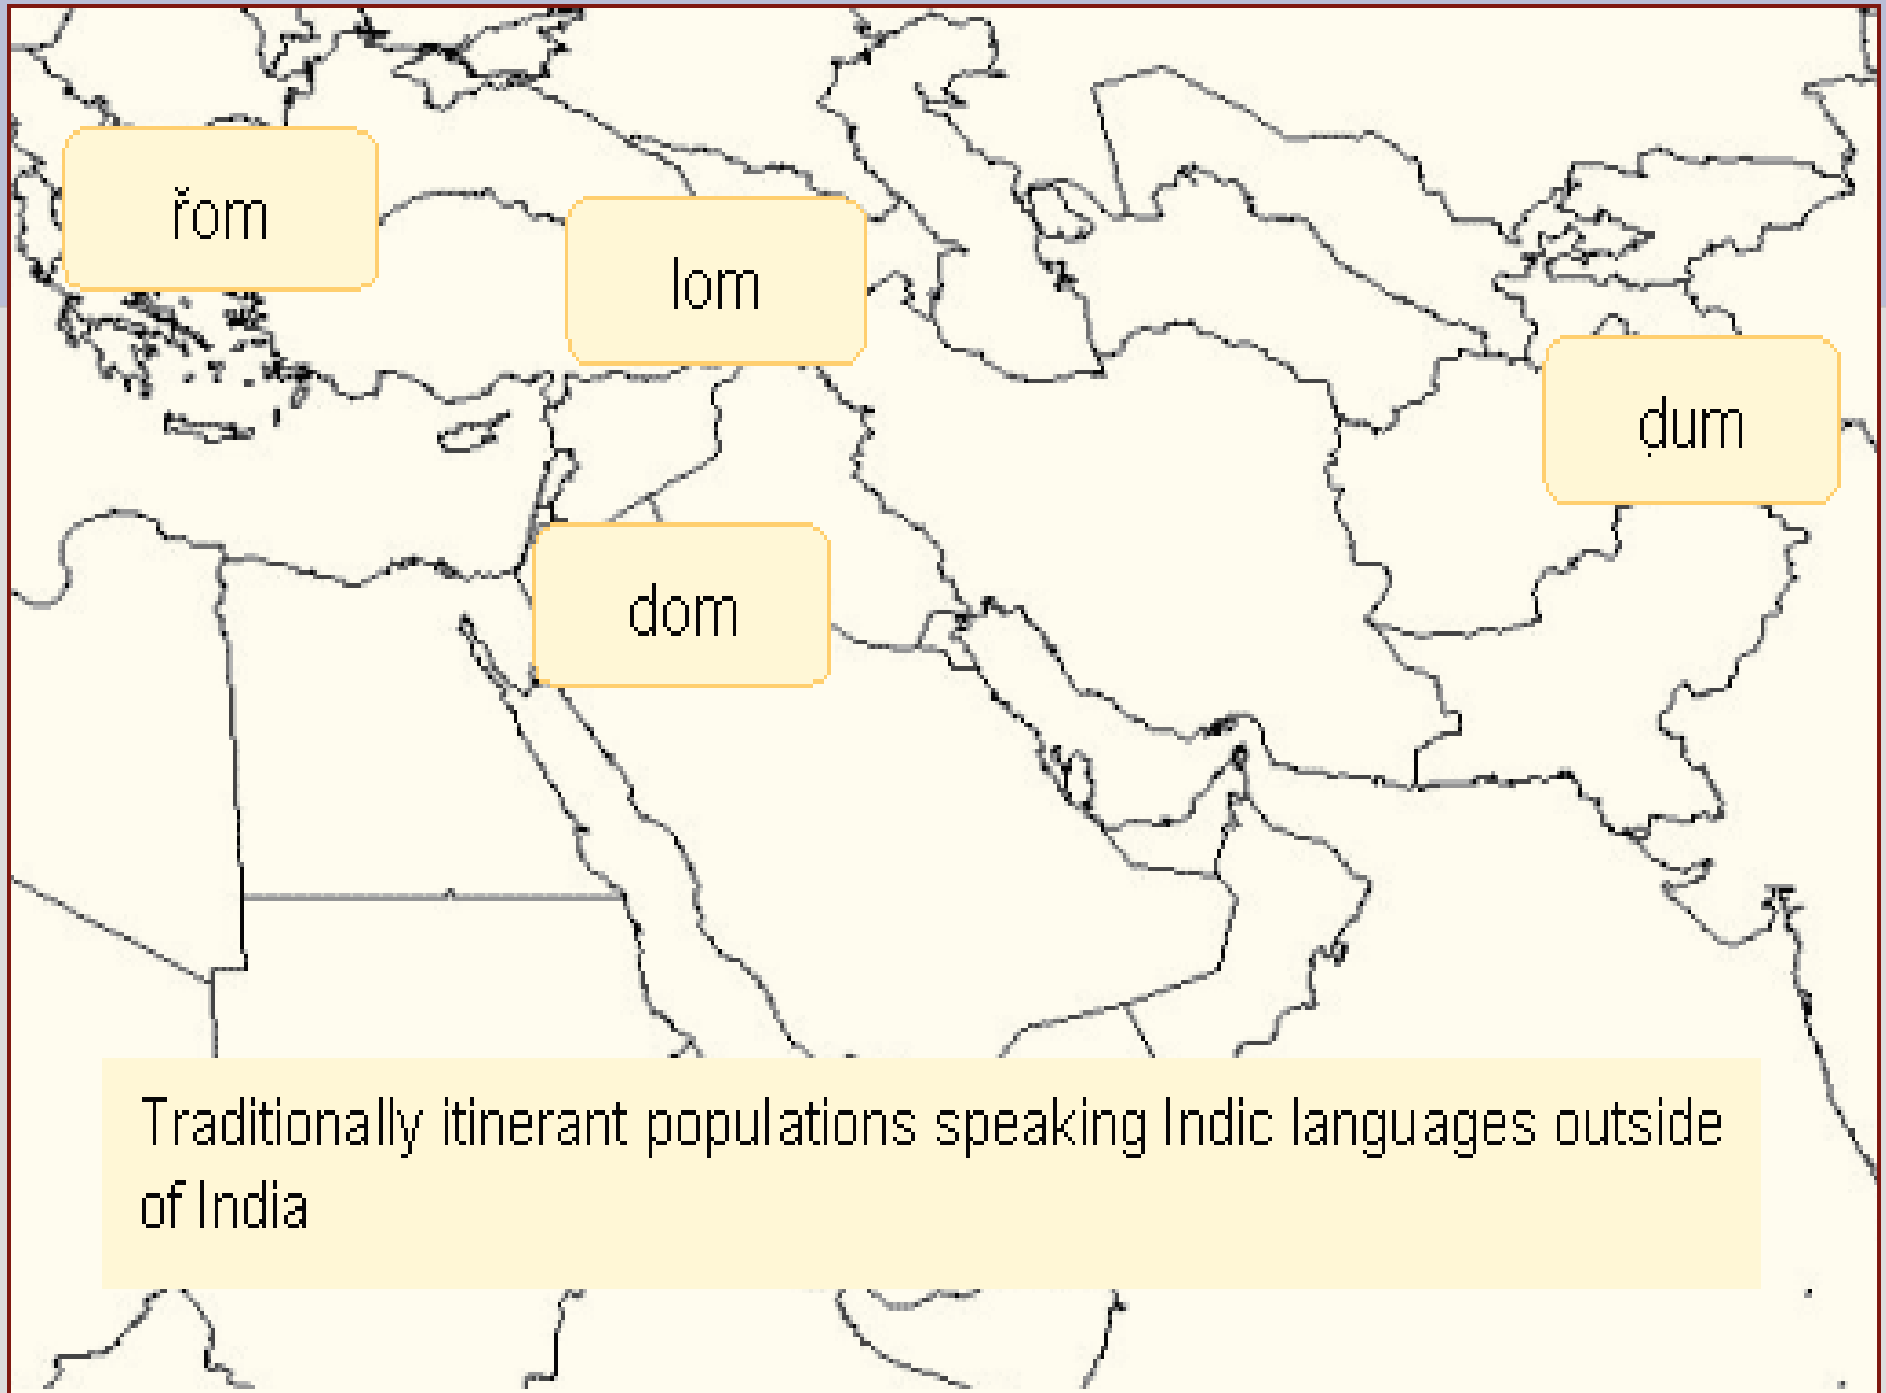 řom
lom
ḍum
dom
Traditionally itinerant populations speaking Indic languages outside
of India